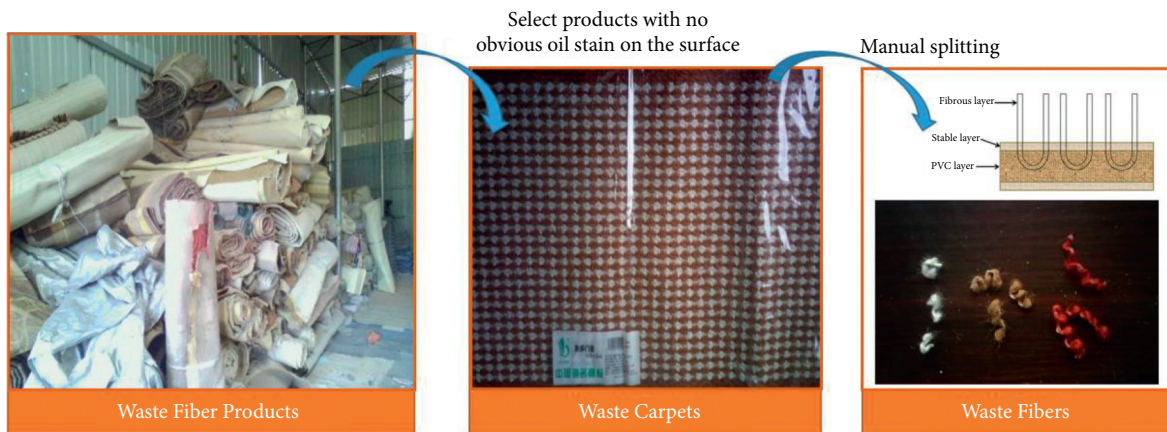 Select products with no
obvious oil stain on the surface
Manual splitting
Fibrous layer
Stable layer
PVC layer
Waste Fiber Products
Waste Carpets
Waste Fibers